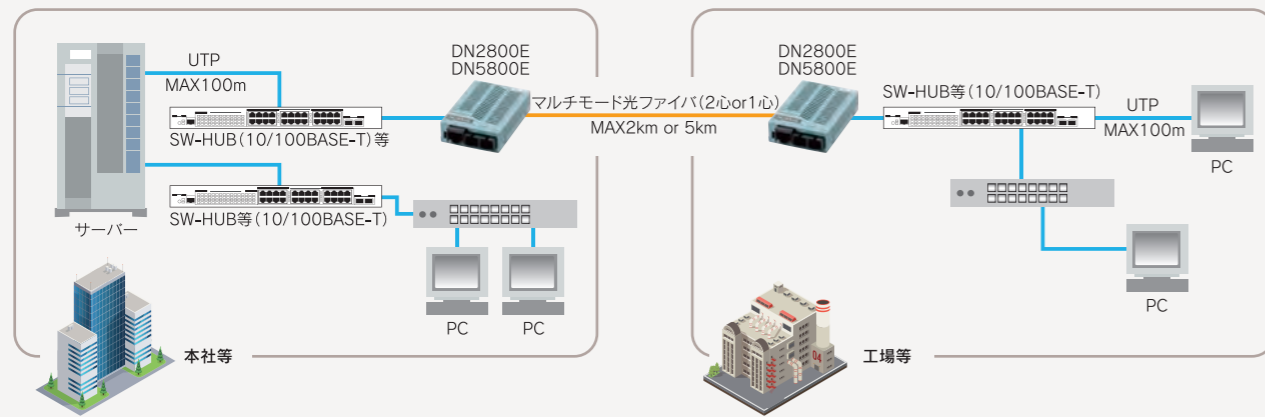 UTP
MAX100m
SW-HUB(10/100BASE-T)等
サーバー
SW-HUB等(10/100BASE-T)
PC
PC
本社等
DN2800E
DN5800E
マルチモード光ファイバ(2心or1心)
MAX2km or 5km
DN2800E
DN5800E
SW-HUB等(10/100BASE-T)
UTP
MAX100m
PC
PC
04
工場等